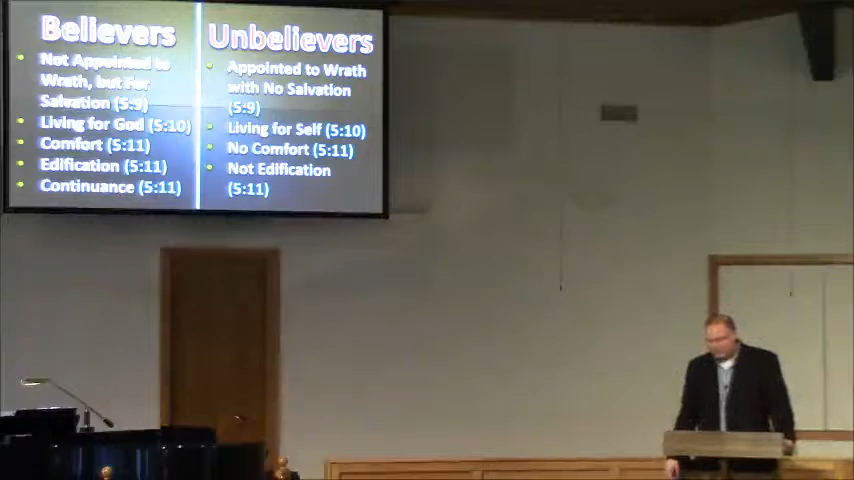 Believers
Not Appointed to
Wrath, but For
Salvation (5:9)
Living for God (5:10)
Comfort (5:11)
Edification (5:11)
Continuance (5:11)
Unbelievers
Appointed to Wrath
with No Salvation
(5:9)
Living for Self (5:10)
No Comfort (5:11)
Not Edification
(5:11)